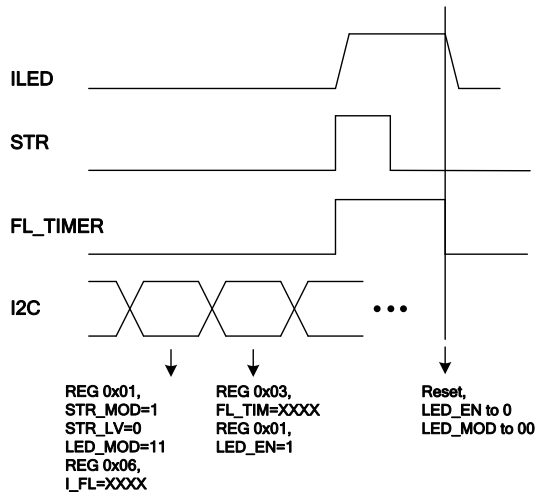 ILED
STR
FL_TIMER
I2C
REG 0x01,
STR_MOD=1
STR_LV=0
LED_MOD=11
REG 0x06,
I_FL=XXXX
REG 0x03,
FL_TIM=XXXX
REG 0x01,
LED_EN=1
Reset,
LED_EN to 0
LED_MOD to 00